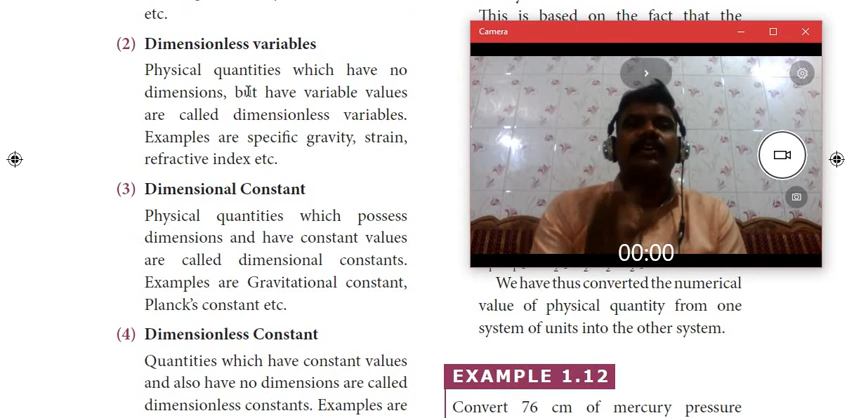 etc.
(2) Dimensionless variables
Physical quantities which have no
dimensions, but have variable values
are called dimensionless variables.
Examples are specific gravity, strain,
refractive index etc.
(3) Dimensional Constant
Physical quantities which possess
dimensions and have constant values
are called dimensional constants.
Examples are Gravitational constant,
Planck's constant etc.
(4) Dimensionless Constant
Quantities which have constant values
and also have no dimensions are called
dimensionless constants. Examples are
This is based on the fact that the
Camera
00:00
We have thus converted the numerical
value of physical quantity from one
system of units into the other system.
EXAMPLE 1.12
Convert 76 cm of mercury pressure